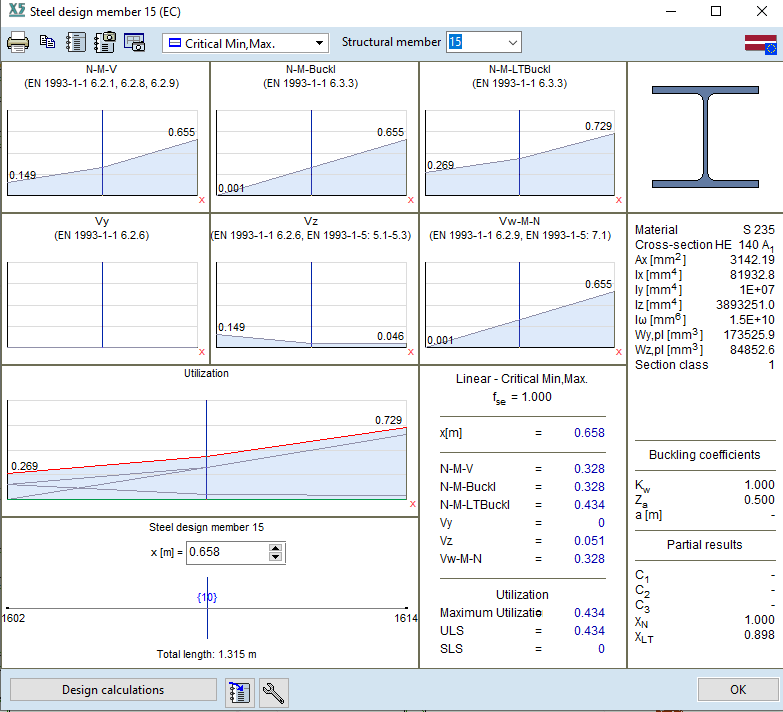 Steel design member 15 (EC)
Critical Min,Max.
Structural member
15
N-M-V
(EN 1993-1-1 6.2.1, 6.2.8, 6.2.9)
0.149
0.655
x
N-M-Buckl
(EN 1993-1-1 6.3.3)
0.001
0.655
x
N-M-LTBuckl
(EN 1993-1-1 6.3.3)
0.269
0.729
x
Vy
(EN 1993-1-1 6.2.6)
x
Vz
(EN 1993-1-1 6.2.6, EN 1993-1-5: 5.1-5.3)
0.149
0.046
x
Vw-M-N
(EN 1993-1-1 6.2.9, EN 1993-1-5: 7.1)
0.001
0.655
x
Material S 235
Cross-section HE 140 A1
Ax [mm2] 3142.19
Ix [mm4] 81932.8
Iy [mm4] 1E+07
Iz [mm4] 3893251.0
Iω [mm6] 1.5E+10
Wy,pl [mm3] 173525.9
Wz,pl [mm3] 84852.6
Section class 1
Utilization
0.269
0.729
x
Linear - Critical Min,Max.
fse = 1.000
x[m] = 0.658
N-M-V = 0.328
N-M-Buckl = 0.328
N-M-LTBuckl = 0.434
Vy = 0
Vz = 0.051
Vw-M-N = 0.328
Utilization
Maximum Utilizatio= 0.434
ULS = 0.434
SLS = 0
Buckling coefficients
Kw 1.000
Za 0.500
a [m] -
Partial results
C1 -
C2 -
C3 -
χN 1.000
χLT 0.898
Steel design member 15
x [m] = 0.658
{10}
1602
1614
Total length: 1.315 m
Design calculations
OK